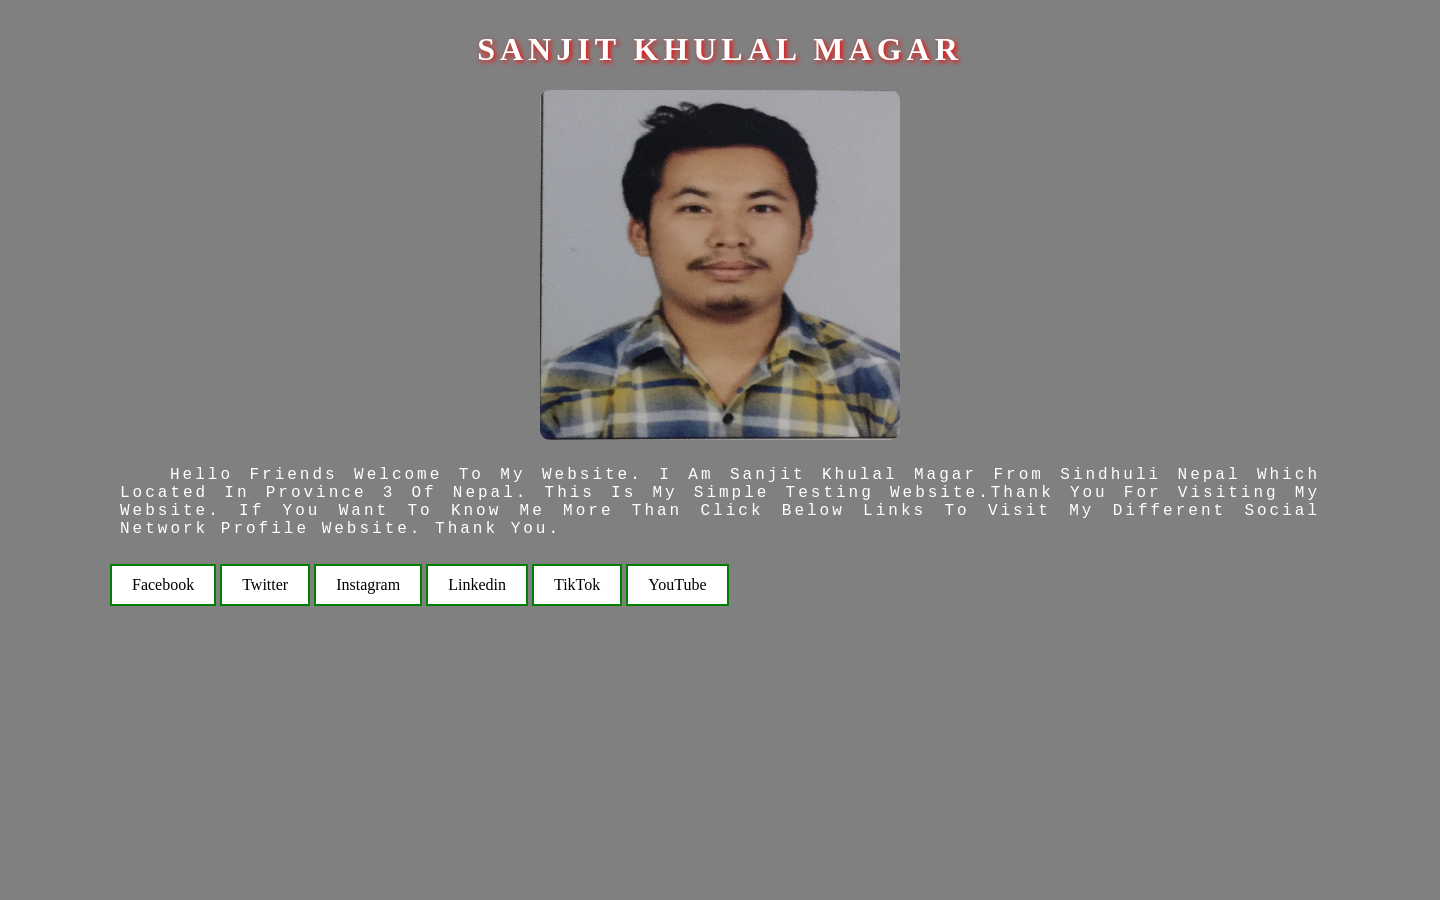 SANJIT KHULAL MAGAR
Hello Friends Welcome To My Website. I Am Sanjit Khulal Magar From Sindhuli Nepal Which
Located In Province 3 Of Nepal. This Is My Simple Testing Website.Thank You For Visiting My
Website. If You Want To Know Me More Than Click Below Links To Visit My Different Social
Network Profile Website. Thank You.
Facebook Twitter Instagram Linkedin TikTok YouTube